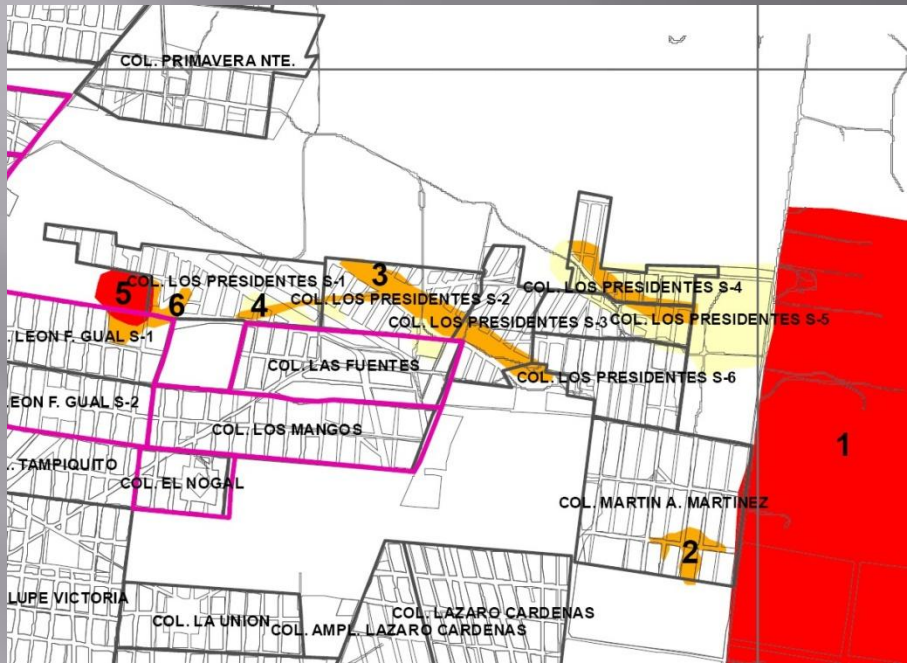 COL. PRIMAVERA NTE.
3
COL. LOS PRESIDENTES S-1
5
6
4
COL. LOS PRESIDENTES S-2
COL. LOS PRESIDENTES S-4
COL. LOS PRESIDENTES S-3
COL. LOS PRESIDENTES S-5
LEON F. GUAL S-1
COL. LAS FUENTES
COL. LOS PRESIDENTES S-6
EON F. GUAL S-2
COL. LOS MANGOS
1
. TAMPIQUITO
COL. EL NOGAL
COL. MARTIN A. MARTINEZ
2
LUPE VICTORIA
COL. LA UNION
COL. LAZARO CARDENAS
COL. AMPL. LAZARO CARDENAS